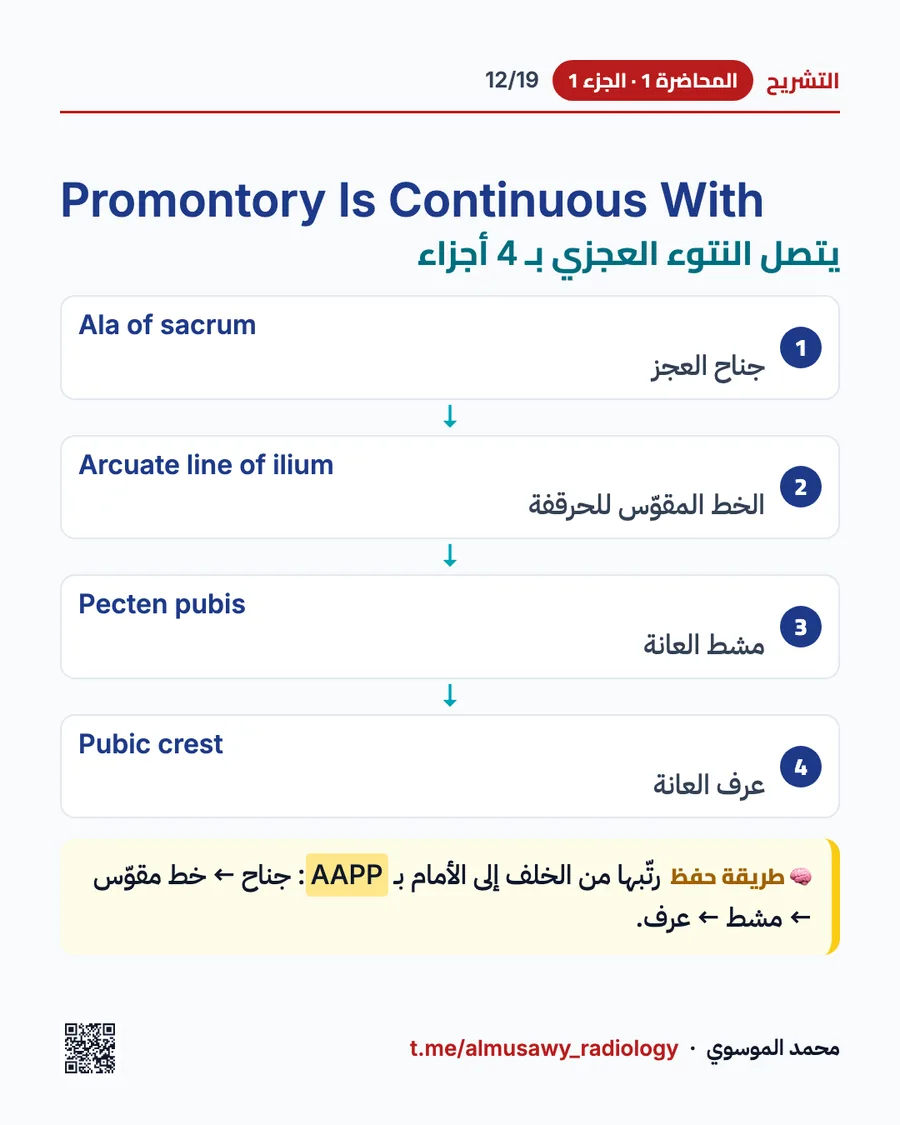 التشريح المحاضرة 1 · الجزء 1 12/19
Promontory Is Continuous With
يتصل النتوء العجزي بـ 4 أجزاء
Ala of sacrum
1
جناح العجز
↓
Arcuate line of ilium
2
الخط المقوّس للحرقفة
↓
Pecten pubis
3
مشط العانة
↓
Pubic crest
4
عرف العانة
🧠 طريقة حفظ رتّبها من الخلف إلى الأمام بـ AAPP: جناح ← خط مقوّس
← مشط ← عرف.
محمد الموسوي · t.me/almusawy_radiology